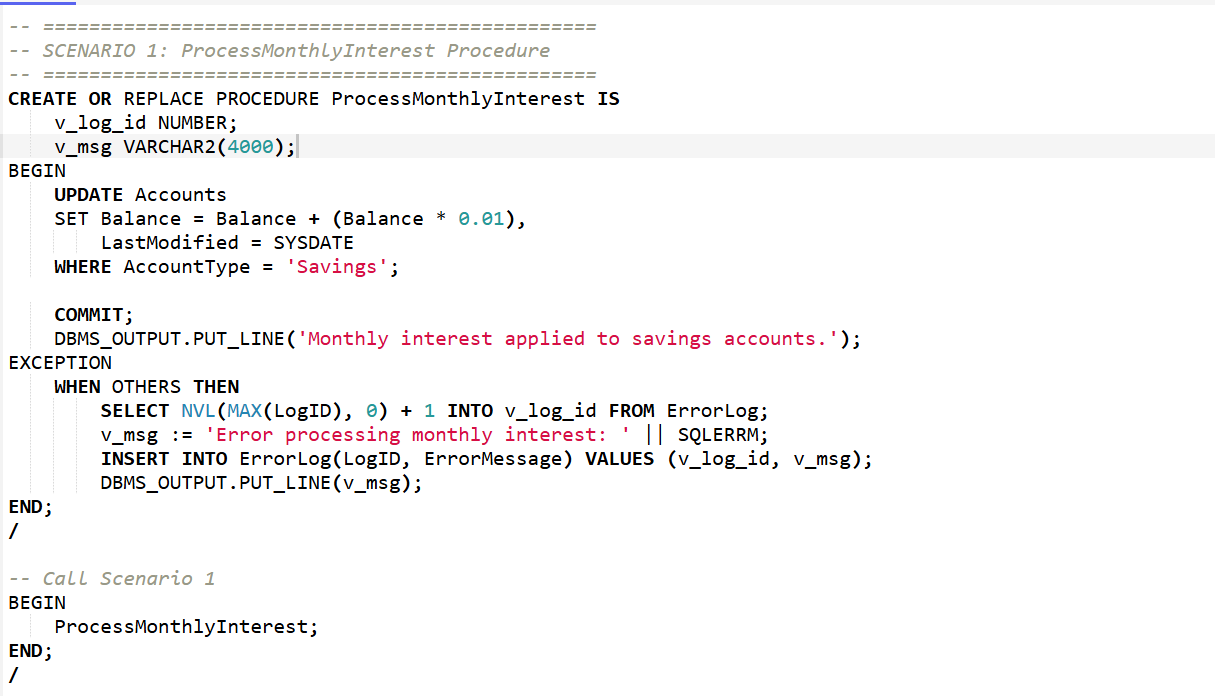 -- ================================================
-- SCENARIO 1: ProcessMonthlyInterest Procedure
-- ================================================
CREATE OR REPLACE PROCEDURE ProcessMonthlyInterest IS
    v_log_id NUMBER;
    v_msg VARCHAR2(4000);
BEGIN
    UPDATE Accounts
    SET Balance = Balance + (Balance * 0.01),
        LastModified = SYSDATE
    WHERE AccountType = 'Savings';

    COMMIT;
    DBMS_OUTPUT.PUT_LINE('Monthly interest applied to savings accounts.');
EXCEPTION
    WHEN OTHERS THEN
        SELECT NVL(MAX(LogID), 0) + 1 INTO v_log_id FROM ErrorLog;
        v_msg := 'Error processing monthly interest: ' || SQLERRM;
        INSERT INTO ErrorLog(LogID, ErrorMessage) VALUES (v_log_id, v_msg);
        DBMS_OUTPUT.PUT_LINE(v_msg);
END;
/

-- Call Scenario 1
BEGIN
    ProcessMonthlyInterest;
END;
/